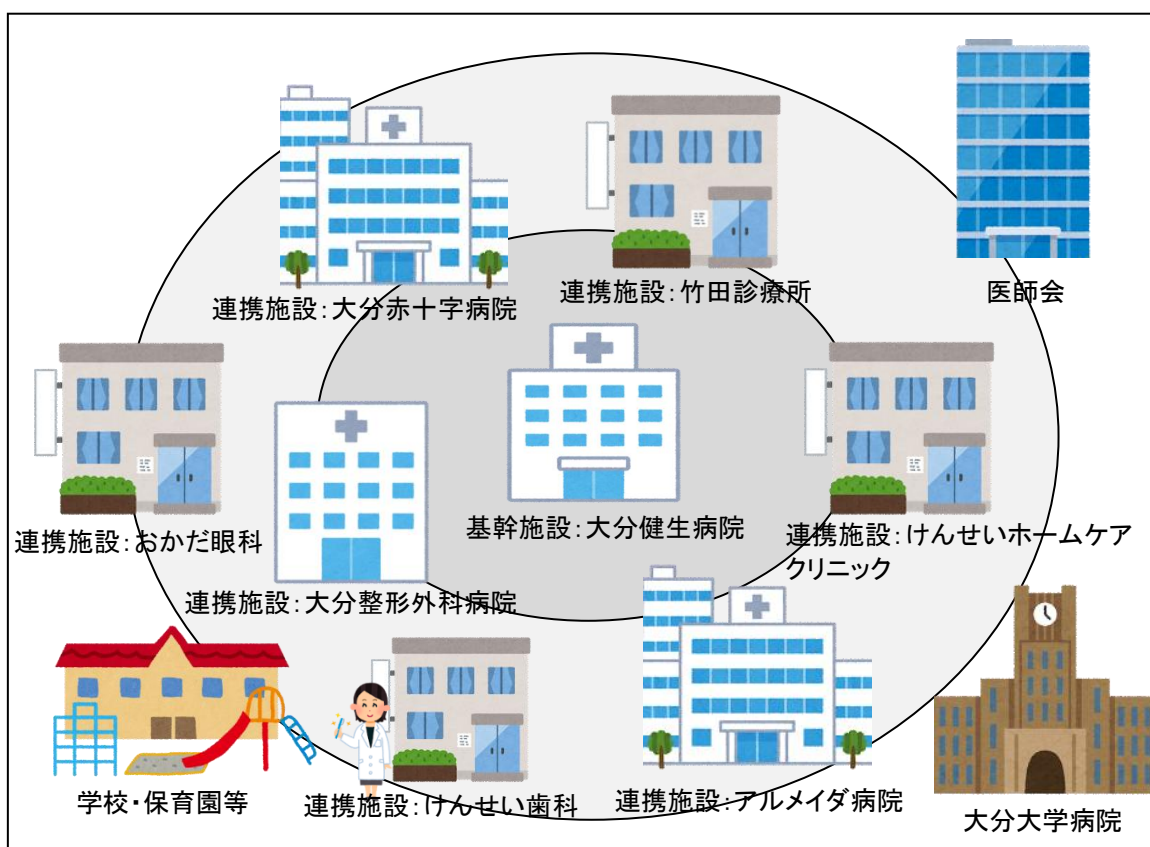 連携施設：大分赤十字病院
連携施設：竹田診療所
医師会
連携施設：おかだ眼科
基幹施設：大分健生病院
連携施設：けんせいホームケア
クリニック
連携施設：大分整形外科病院
学校・保育園等
連携施設：けんせい歯科
連携施設：アルメイダ病院
大分大学病院